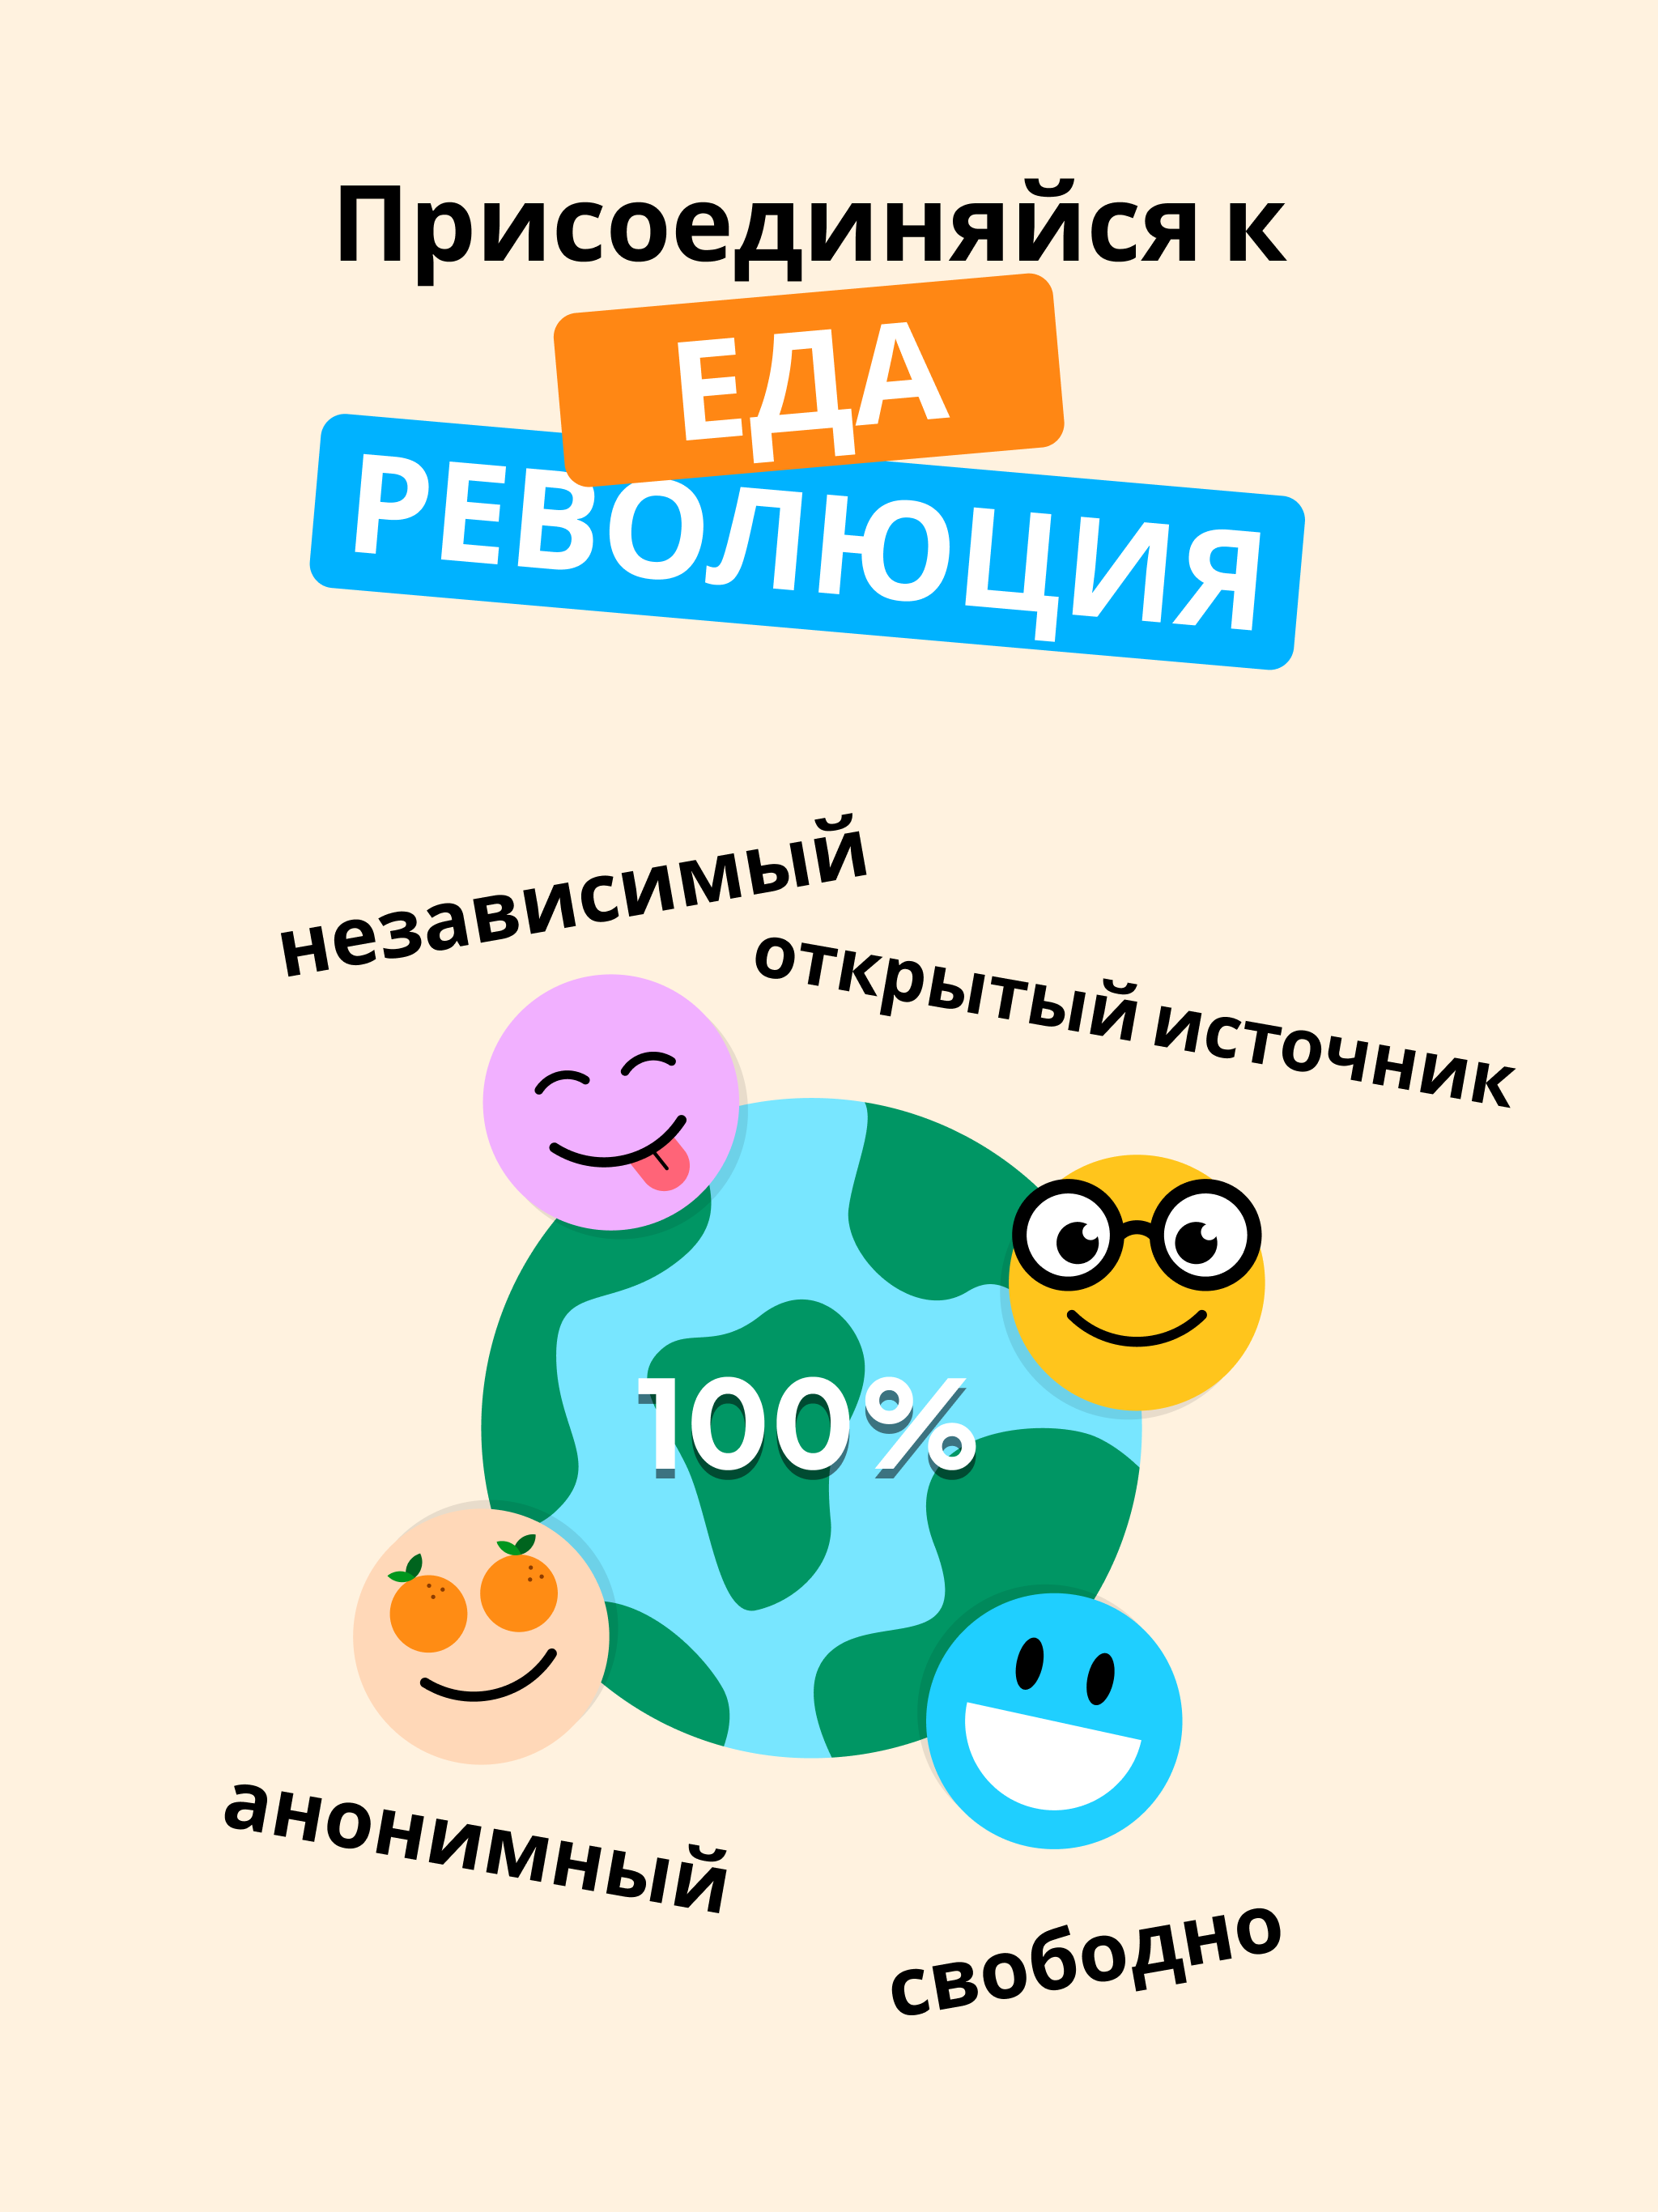 Присоединяйся к
ЕДА
РЕВОЛЮЦИЯ
независимый
открытый источник
100%
анонимный
свободно